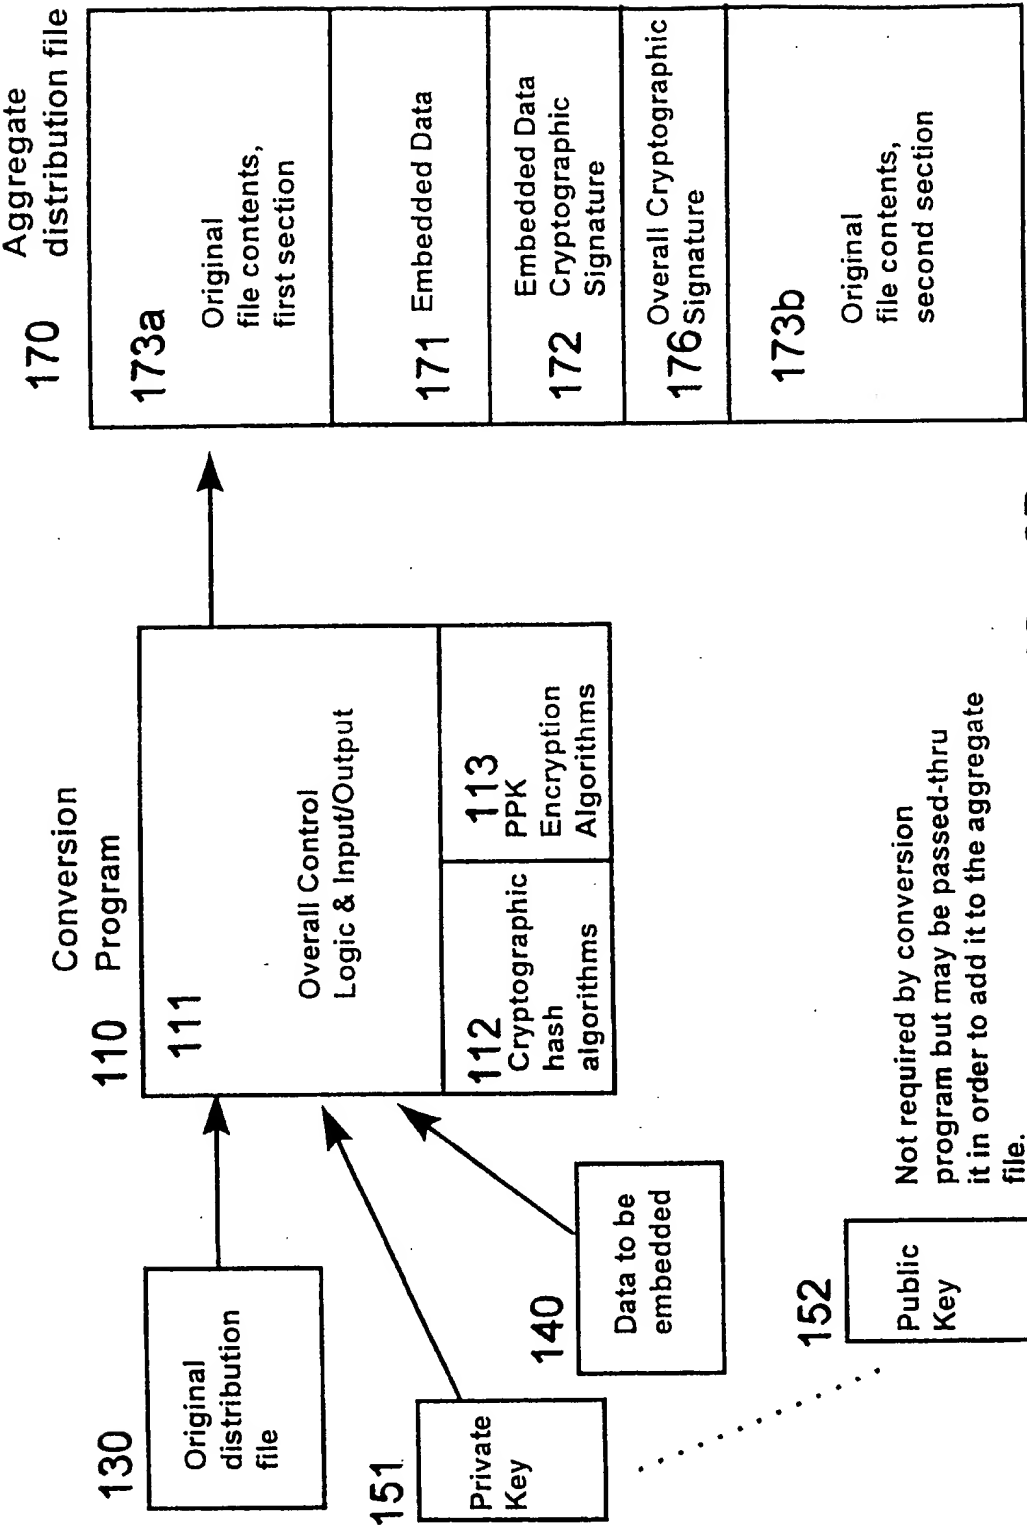 Aggregate
170 distribution file
173a
Original
file contents,
first section
171 Embedded Data
Embedded Data
Cryptographic
172 Signature
Overall Cryptographic
176 Signature
173b
Original
file contents,
second section
Conversion
110 Program
111
Overall Control
Logic & Input/Output
112
Cryptographic
hash
algorithms
113
PPK
Encryption
Algorithms
130
Original
distribution
file
151
Private
Key
140
Data to be
embedded
152
Public
Key
Not required by conversion
program but may be passed-thru
it in order to add it to the aggregate
file.